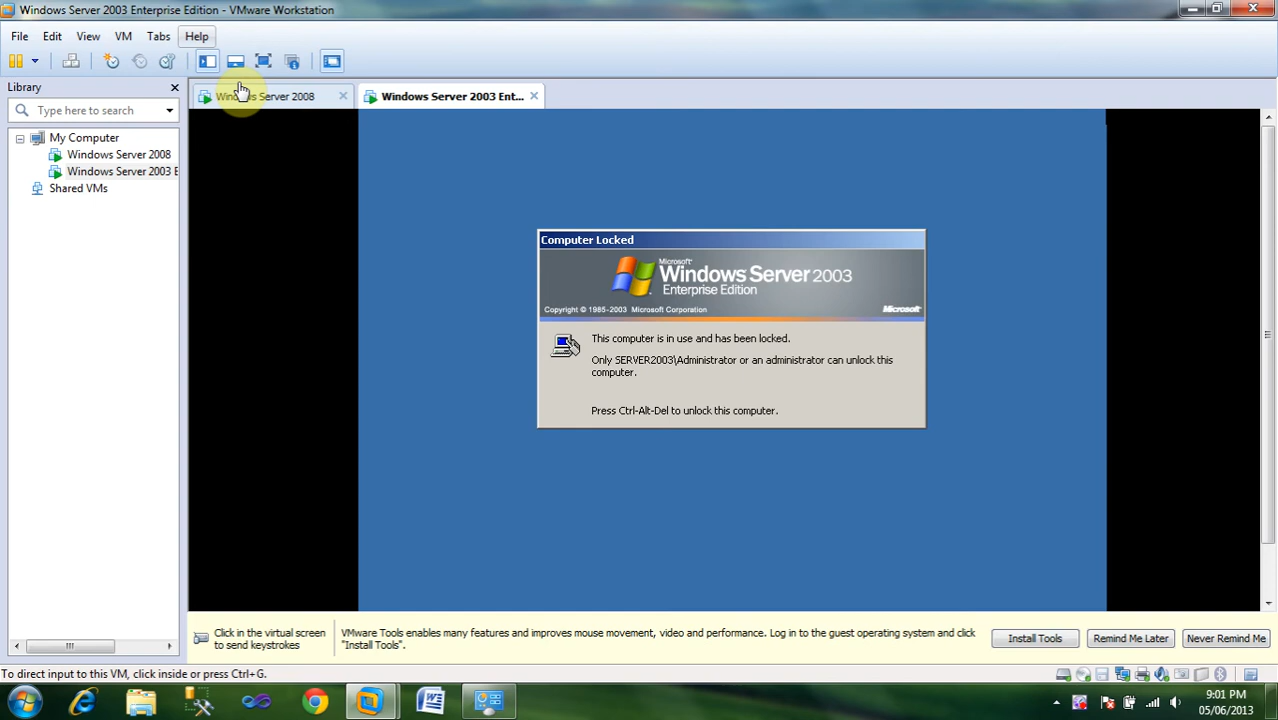 Windows Server 2003 Enterprise Edition - VMware Workstation
File Edit View VM Tabs Help
Library
Windows Server 2008
Windows Server 2003 Ent...
Type here to search
My Computer
Windows Server 2008
Windows Server 2003 E
Shared VMs
Computer Locked
Microsoft
Windows Server 2003
Enterprise Edition
Copyright © 1985-2003 Microsoft Corporation
Microsoft
This computer is in use and has been locked.
Only SERVER2003\Administrator or an administrator can unlock this
computer.
Press Ctrl-Alt-Del to unlock this computer.
Click in the virtual screen
to send keystrokes
VMware Tools enables many features and improves mouse movement, video and performance. Log in to the guest operating system and click
"Install Tools".
Install Tools
Remind Me Later
Never Remind Me
To direct input to this VM, click inside or press Ctrl+G.
9:01 PM
05/06/2013